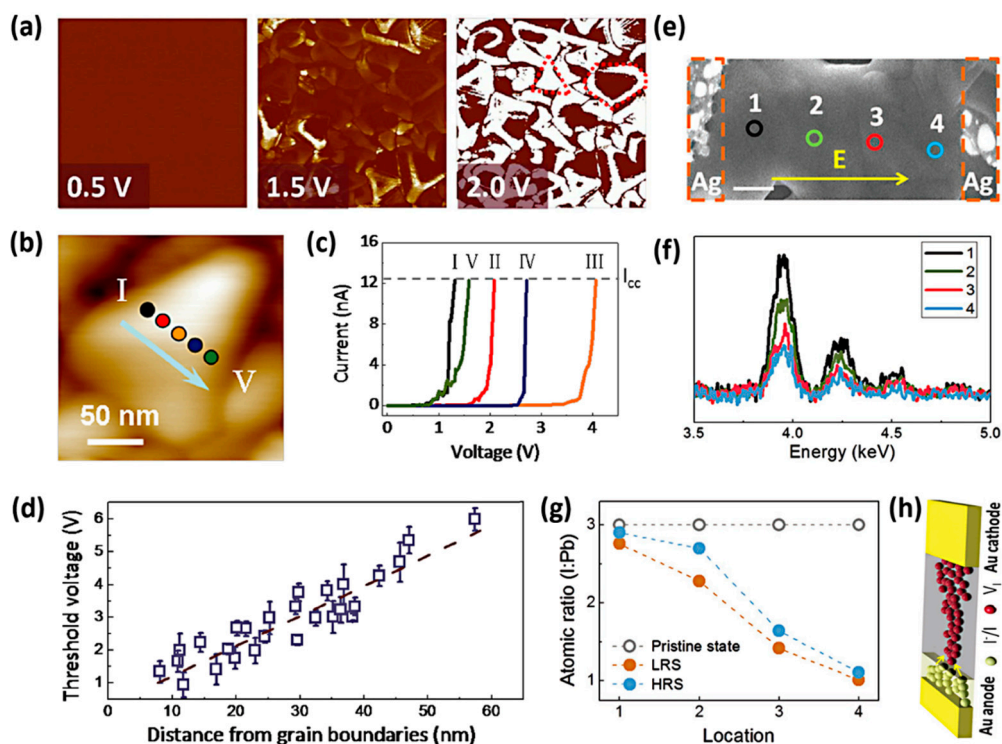 (a)
0.5 V
1.5 V
2.0 V
(e)
1
2
3
4
E
Ag
Ag
(b)
I
V
50 nm
(c)
16
12
8
4
0
Current (nA)
I V II IV III
Icc
0 1 2 3 4
Voltage (V)
(f)
1
2
3
4
3.5 4.0 4.5 5.0
Energy (keV)
(d)
Threshold voltage (V)
6
5
4
3
2
1
0 10 20 30 40 50 60
Distance from grain boundaries (nm)
(g)
Atomic ratio (I:Pb)
3
2
1
Pristine state
LRS
HRS
1 2 3 4
Location
(h)
Au anode
I⁻/I
V_I
Au cathode